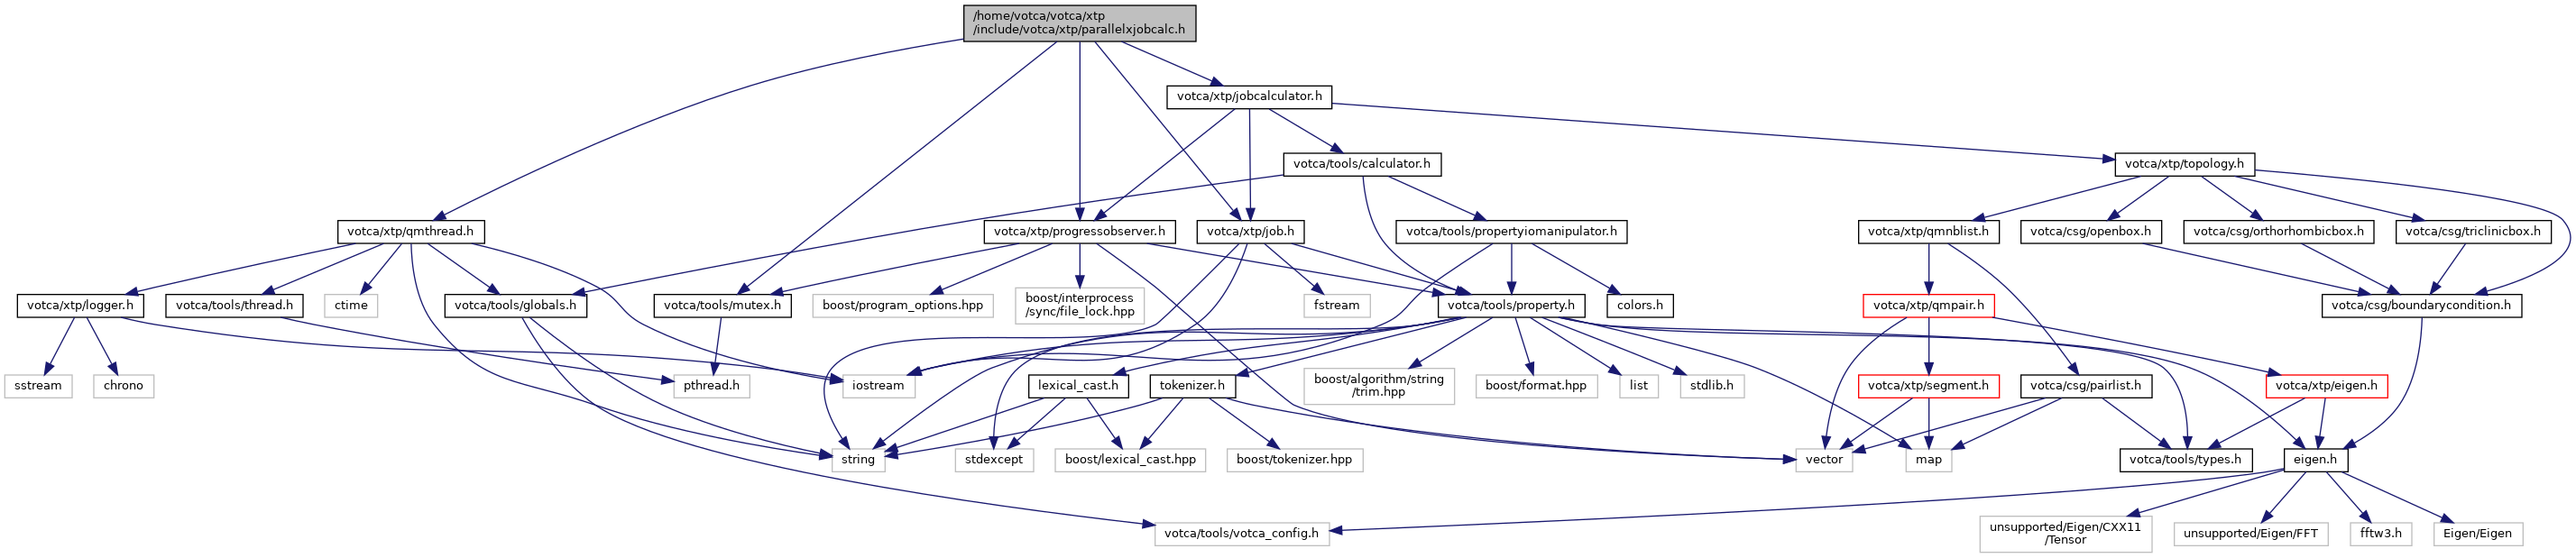 /home/votca/votca/xtp
/include/votca/xtp/parallelxjobcalc.h
votca/xtp/jobcalculator.h
votca/tools/calculator.h
votca/xtp/topology.h
votca/xtp/qmthread.h
votca/xtp/progressobserver.h
votca/xtp/job.h
votca/tools/propertyiomanipulator.h
votca/xtp/qmnblist.h
votca/csg/openbox.h
votca/csg/orthorhombicbox.h
votca/csg/triclinicbox.h
votca/xtp/logger.h
votca/tools/thread.h
ctime
votca/tools/globals.h
votca/tools/mutex.h
boost/program_options.hpp
boost/interprocess
/sync/file_lock.hpp
fstream
votca/tools/property.h
colors.h
votca/xtp/qmpair.h
votca/csg/boundarycondition.h
sstream
chrono
pthread.h
iostream
lexical_cast.h
tokenizer.h
boost/algorithm/string
/trim.hpp
boost/format.hpp
list
stdlib.h
votca/xtp/segment.h
votca/csg/pairlist.h
votca/xtp/eigen.h
string
stdexcept
boost/lexical_cast.hpp
boost/tokenizer.hpp
vector
map
votca/tools/types.h
eigen.h
votca/tools/votca_config.h
unsupported/Eigen/CXX11
/Tensor
unsupported/Eigen/FFT
fftw3.h
Eigen/Eigen